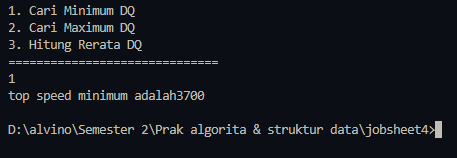 1. Cari Minimum DQ
2. Cari Maximum DQ
3. Hitung Rerata DQ
==============================
1
top speed minimum adalah3700
D:\alvino\Semester 2\Prak algorita & struktur data\jobsheet4>